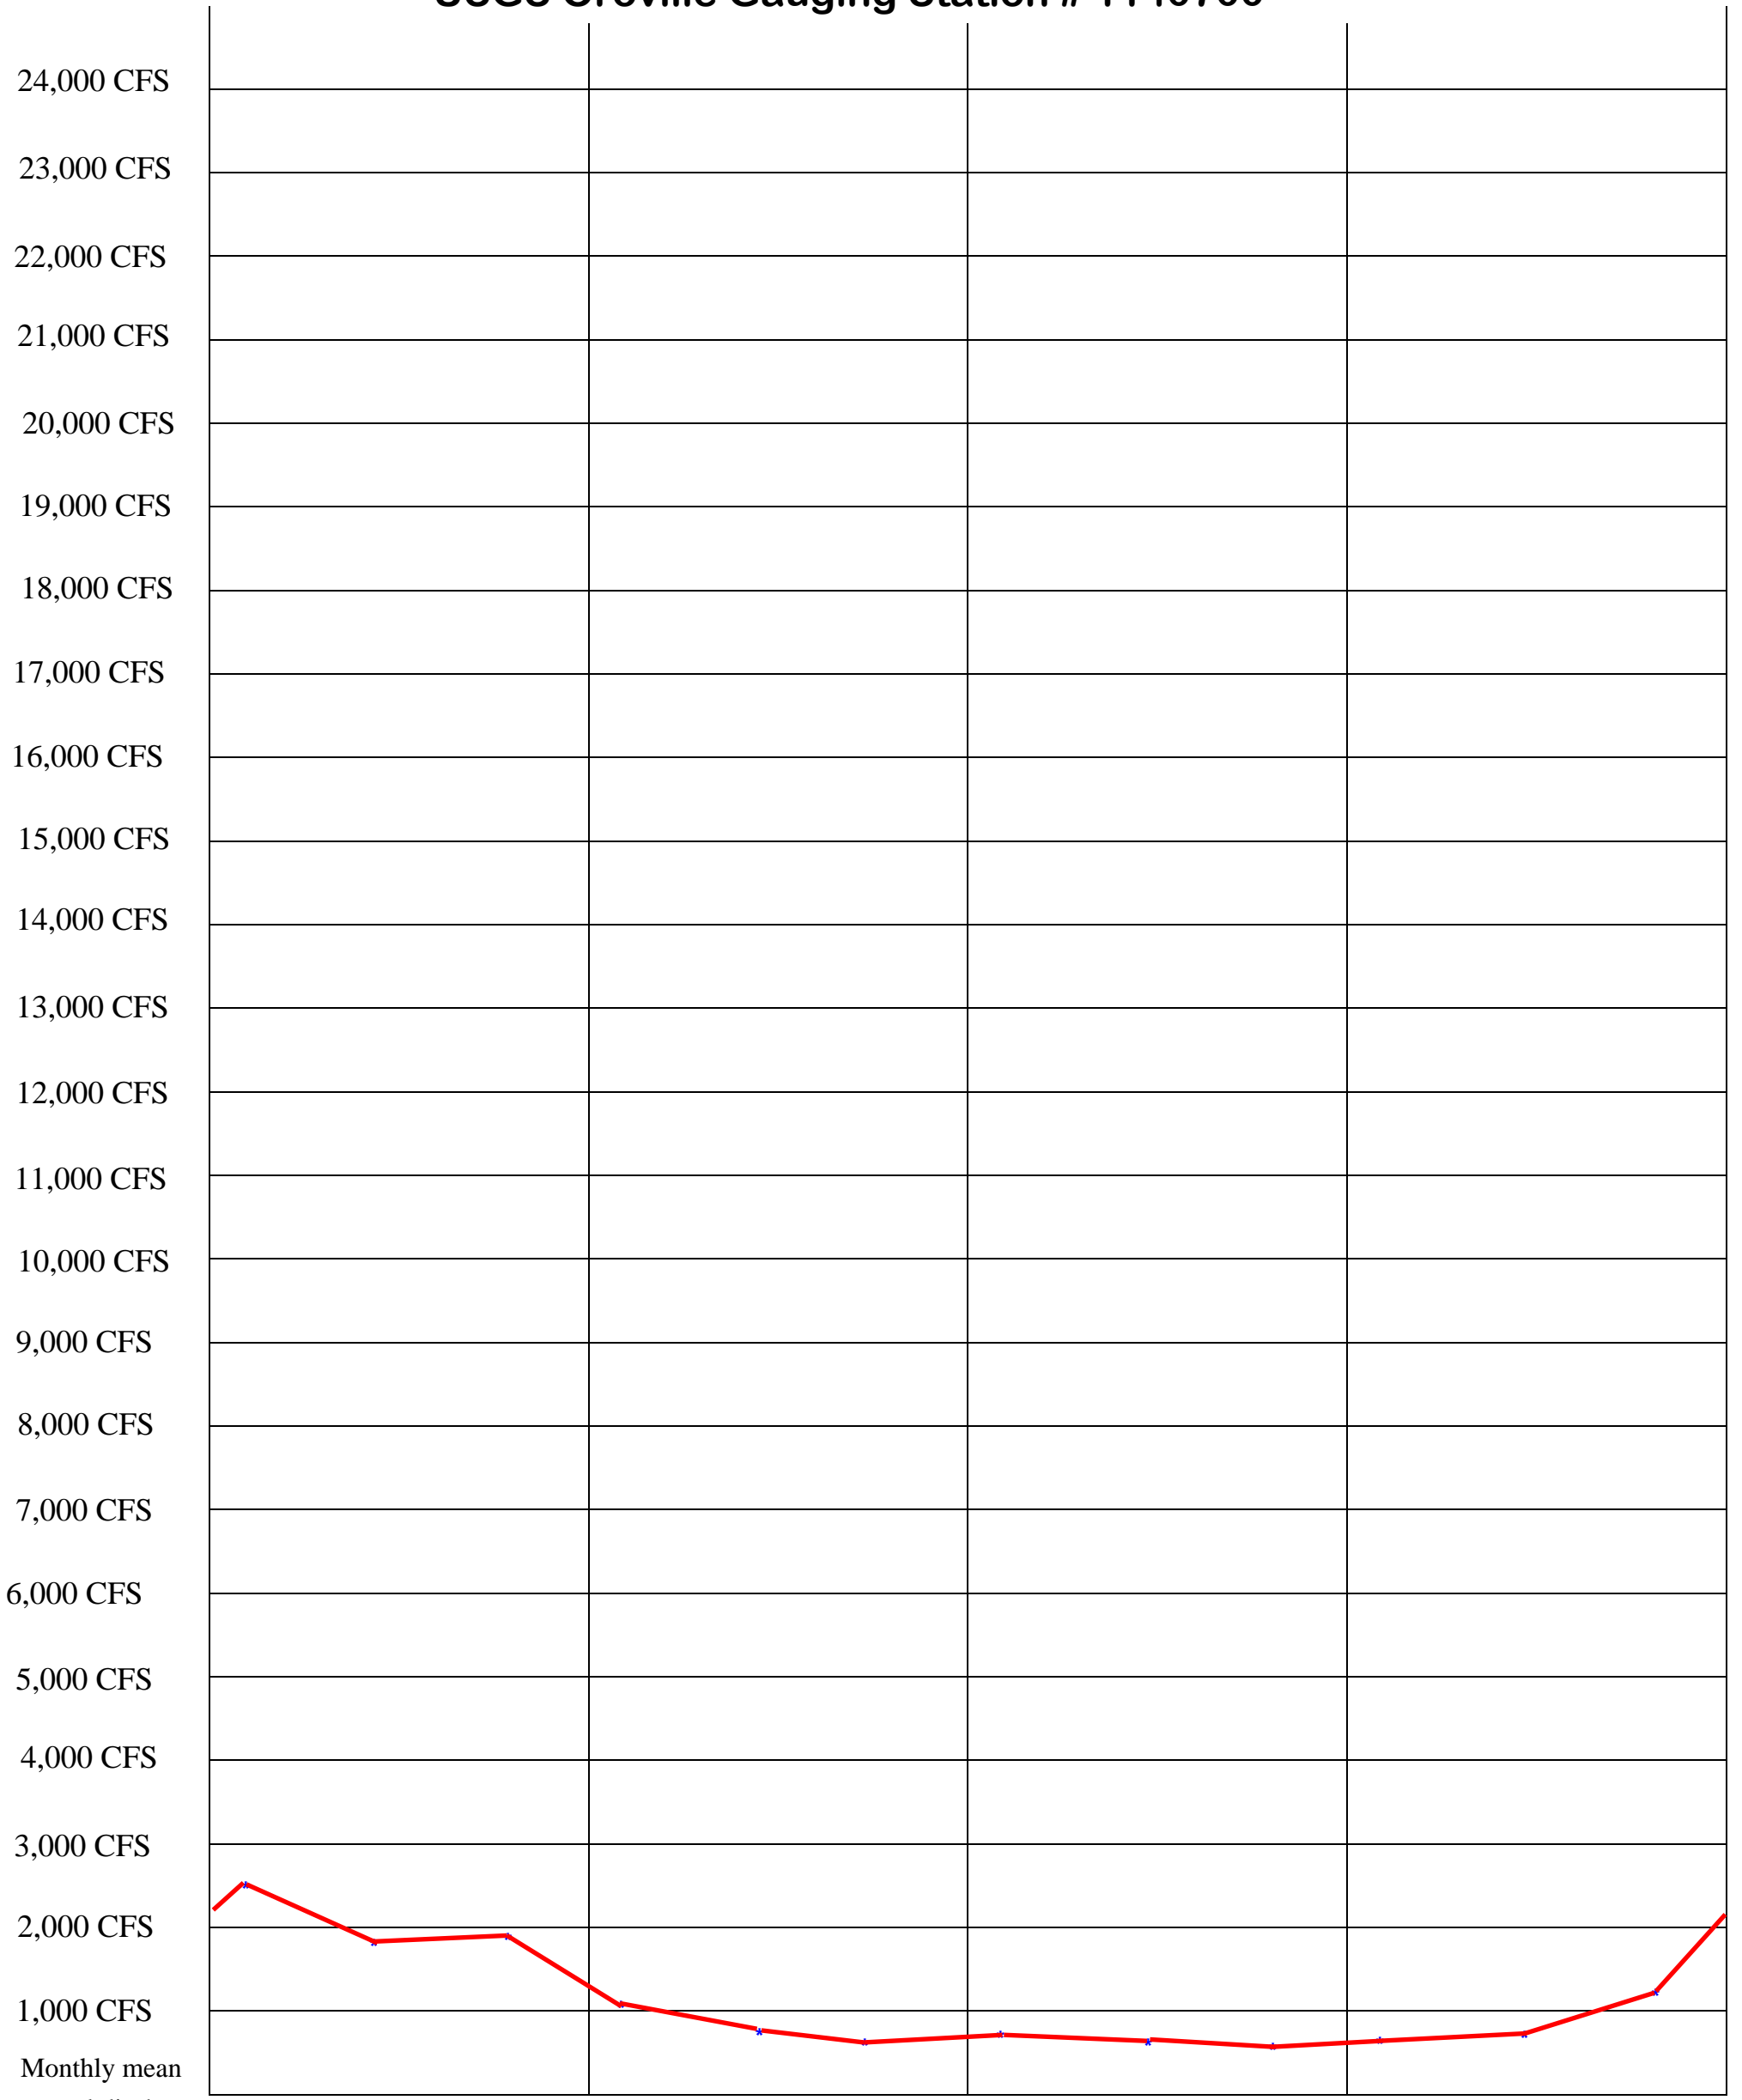 Oroville Gauging Station #
24,000 CFS
23,000 CFS
22,000 CFS
21,000 CFS
20,000 CFS
19,000 CFS
18,000 CFS
17,000 CFS
16,000 CFS
15,000 CFS
14,000 CFS
13,000 CFS
12,000 CFS
11,000 CFS
10,000 CFS
9,000 CFS
8,000 CFS
7,000 CFS
6,000 CFS
5,000 CFS
4,000 CFS
3,000 CFS
2,000 CFS
1,000 CFS
Monthly mean